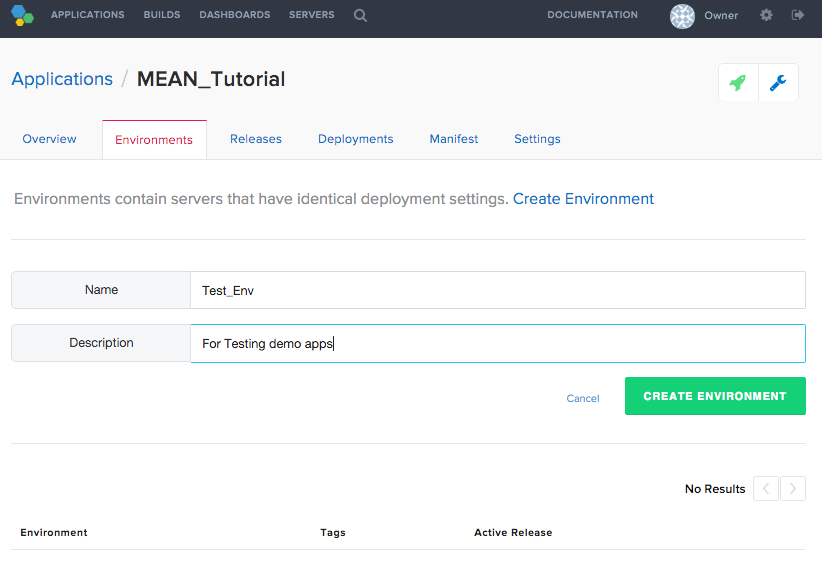 APPLICATIONS BUILDS DASHBOARDS SERVERS DOCUMENTATION Owner
Applications / MEAN_Tutorial
Overview Environments Releases Deployments Manifest Settings
Environments contain servers that have identical deployment settings. Create Environment
Name Test_Env
Description For Testing demo apps
Cancel CREATE ENVIRONMENT
No Results
Environment Tags Active Release